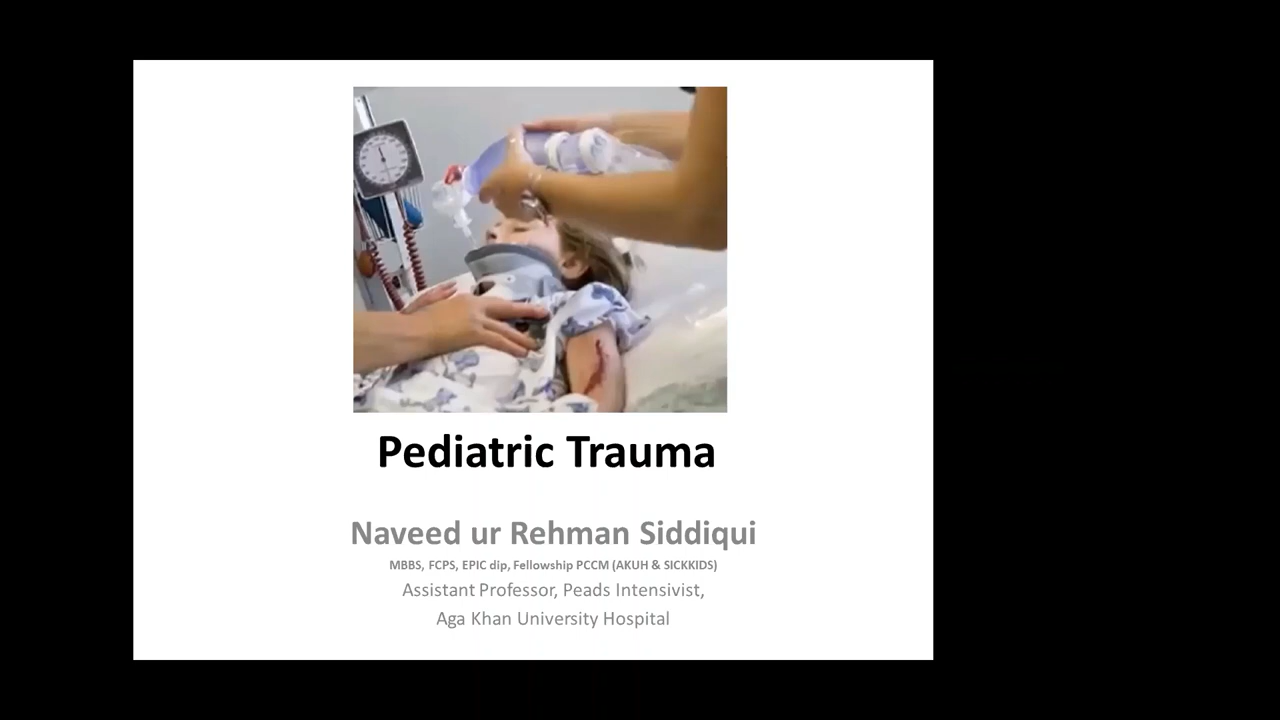 Pediatric Trauma
Naveed ur Rehman Siddiqui
MBBS, FCPS, EPIC dip, Fellowship PCCM (AKUH & SICKKIDS)
Assistant Professor, Peads Intensivist,
Aga Khan University Hospital